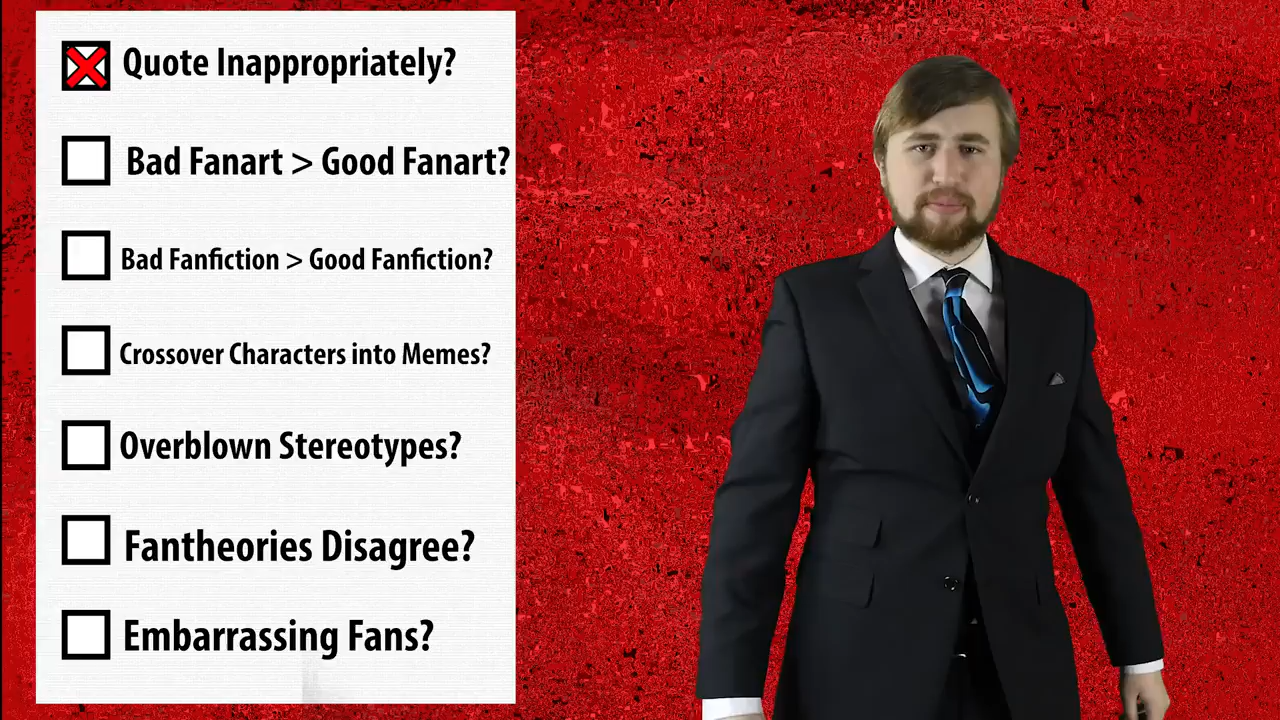 Quote Inappropriately?
Bad Fanart > Good Fanart?
Bad Fanfiction > Good Fanfiction?
Crossover Characters into Memes?
Overblown Stereotypes?
Fantheories Disagree?
Embarrassing Fans?